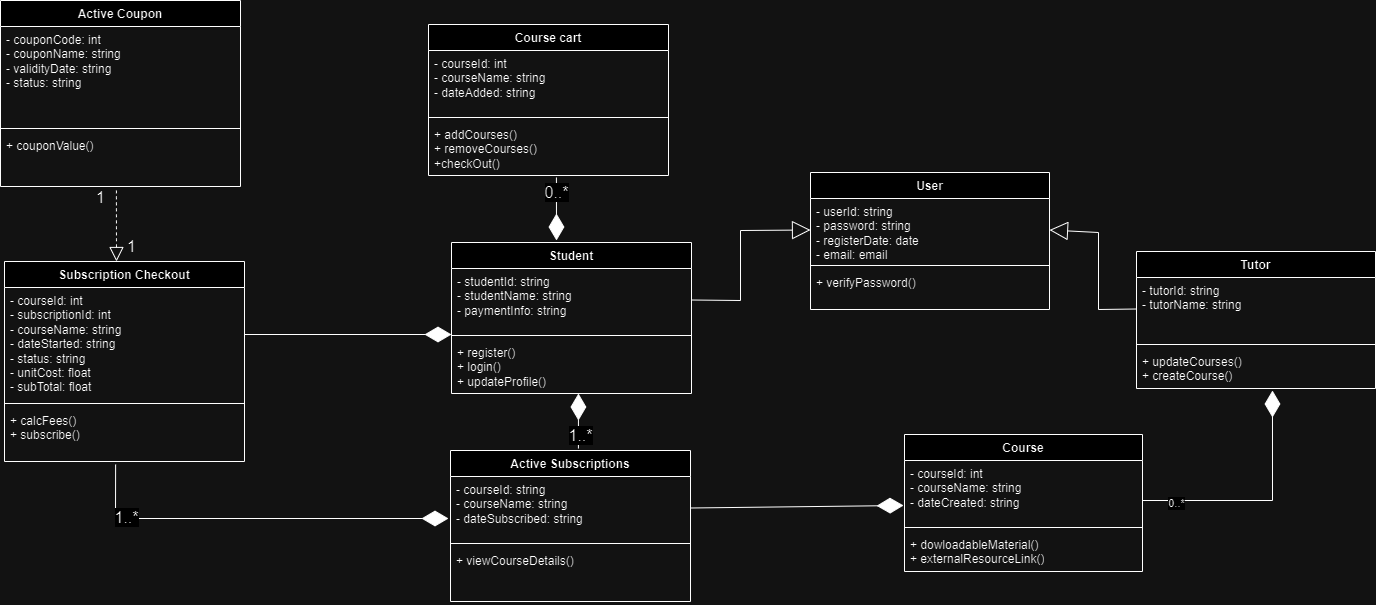 Active Coupon
- couponCode: int
- couponName: string
- validityDate: string
- status: string
+ couponValue()
1
1
Course cart
- courseId: int
- courseName: string
- dateAdded: string
+ addCourses()
+ removeCourses()
+checkOut()
0..*
User
- userId: string
- password: string
- registerDate: date
- email: email
+ verifyPassword()
Subscription Checkout
- courseId: int
- subscriptionId: int
- courseName: string
- dateStarted: string
- status: string
- unitCost: float
- subTotal: float
+ calcFees()
+ subscribe()
1..*
Student
- studentId: string
- studentName: string
- paymentInfo: string
+ register()
+ login()
+ updateProfile()
1..*
Tutor
- tutorId: string
- tutorName: string
+ updateCourses()
+ createCourse()
Active Subscriptions
- courseId: string
- courseName: string
- dateSubscribed: string
+ viewCourseDetails()
Course
- courseId: int
- courseName: string
- dateCreated: string
+ dowloadableMaterial()
+ externalResourceLink()
0..*